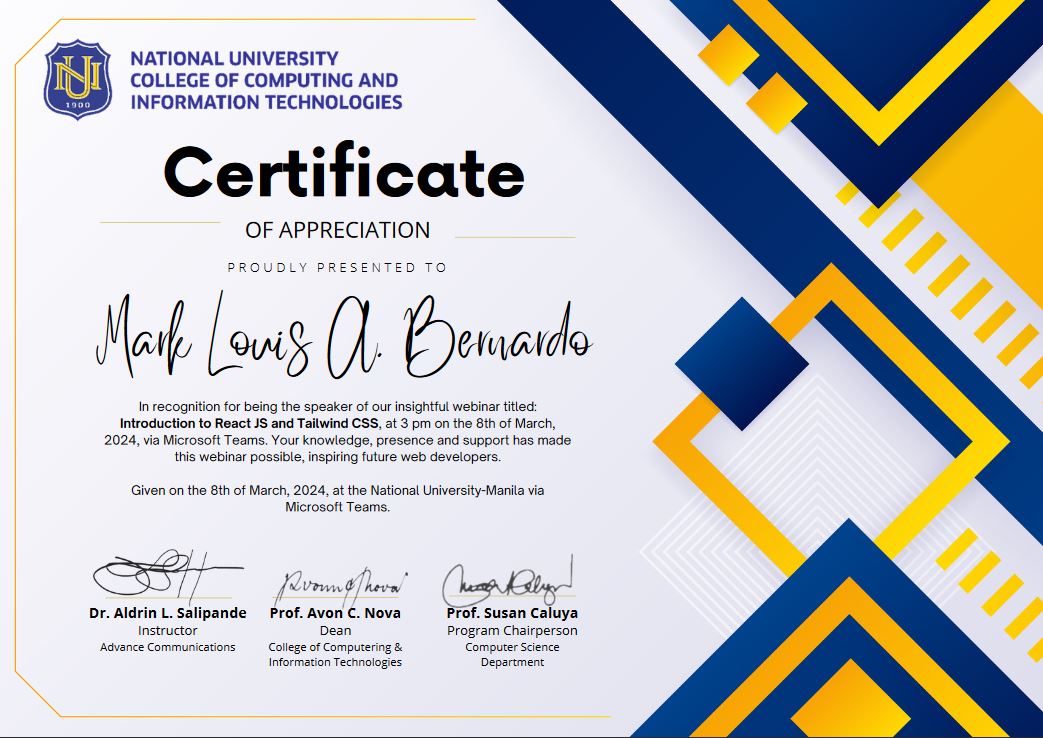 NU
1900
NATIONAL UNIVERSITY
COLLEGE OF COMPUTING AND
INFORMATION TECHNOLOGIES
Certificate
OF APPRECIATION
PROUDLY PRESENTED TO
Mark Louis A. Bernardo
In recognition for being the speaker of our insightful webinar titled:
Introduction to React JS and Tailwind CSS, at 3 pm on the 8th of March,
2024, via Microsoft Teams. Your knowledge, presence and support has made
this webinar possible, inspiring future web developers.
Given on the 8th of March, 2024, at the National University-Manila via
Microsoft Teams.
Dr. Aldrin L. Salipande
Instructor
Advance Communications
Prof. Avon C. Nova
Dean
College of Computering &
Information Technologies
Prof. Susan Caluya
Program Chairperson
Computer Science
Department